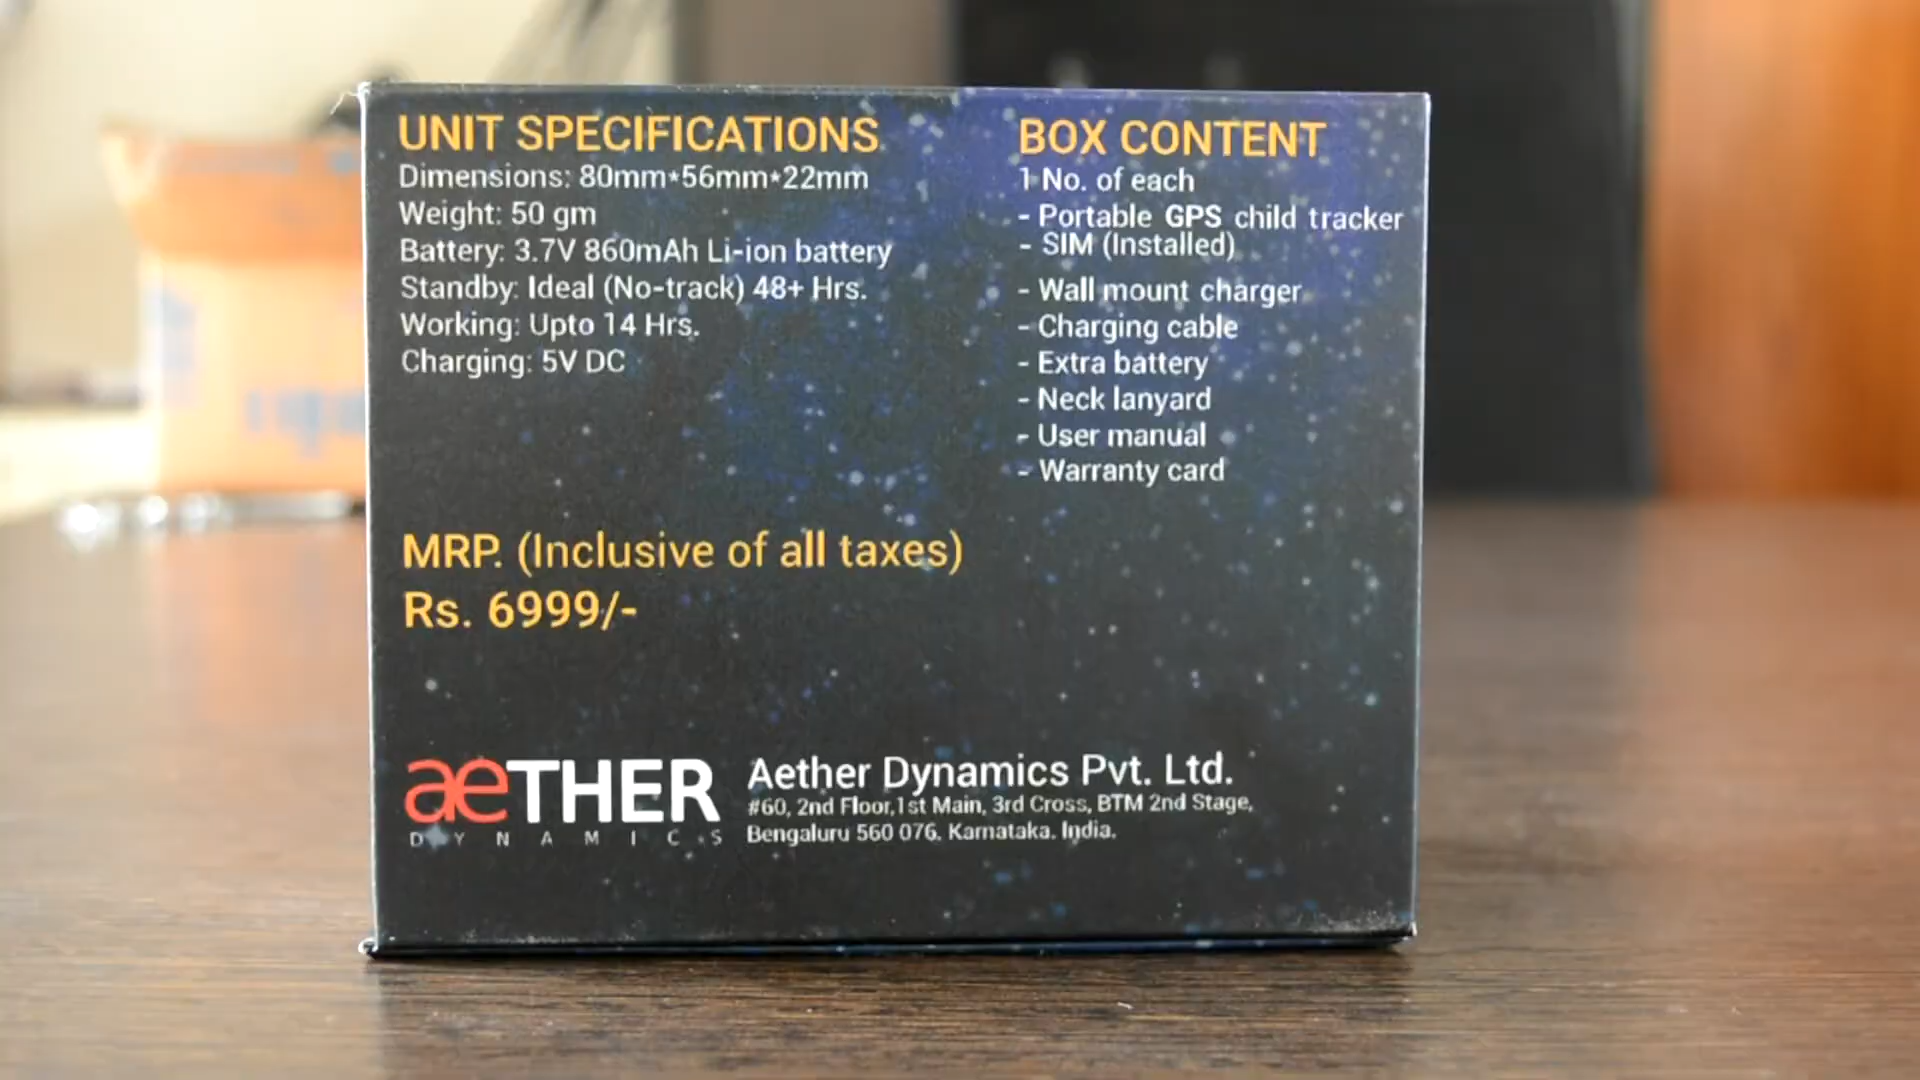 UNIT SPECIFICATIONS
Dimensions: 80mm*56mm*22mm
Weight: 50 gm
Battery: 3.7V 860mAh Li-ion battery
Standby: Ideal (No-track) 48+ Hrs.
Working: Upto 14 Hrs.
Charging: 5V DC
BOX CONTENT
1 No. of each
- Portable GPS child tracker
- SIM (Installed)
- Wall mount charger
- Charging cable
- Extra battery
- Neck lanyard
- User manual
- Warranty card
MRP. (Inclusive of all taxes)
Rs. 6999/-
aeTHER
DYNAMICS
Aether Dynamics Pvt. Ltd.
#60, 2nd Floor,1st Main, 3rd Cross, BTM 2nd Stage,
Bengaluru 560 076. Karnataka. India.